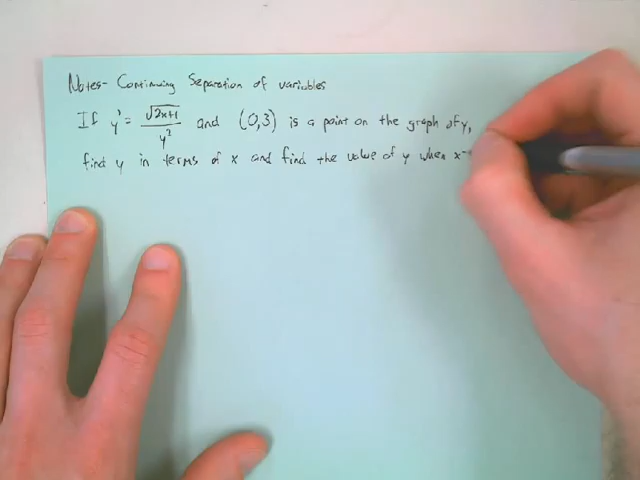 Notes- Continuing Separation of variables
If y' = √(2x+1) / y² and (0,3) is a point on the graph of y,
find y in terms of x and find the value of y when x